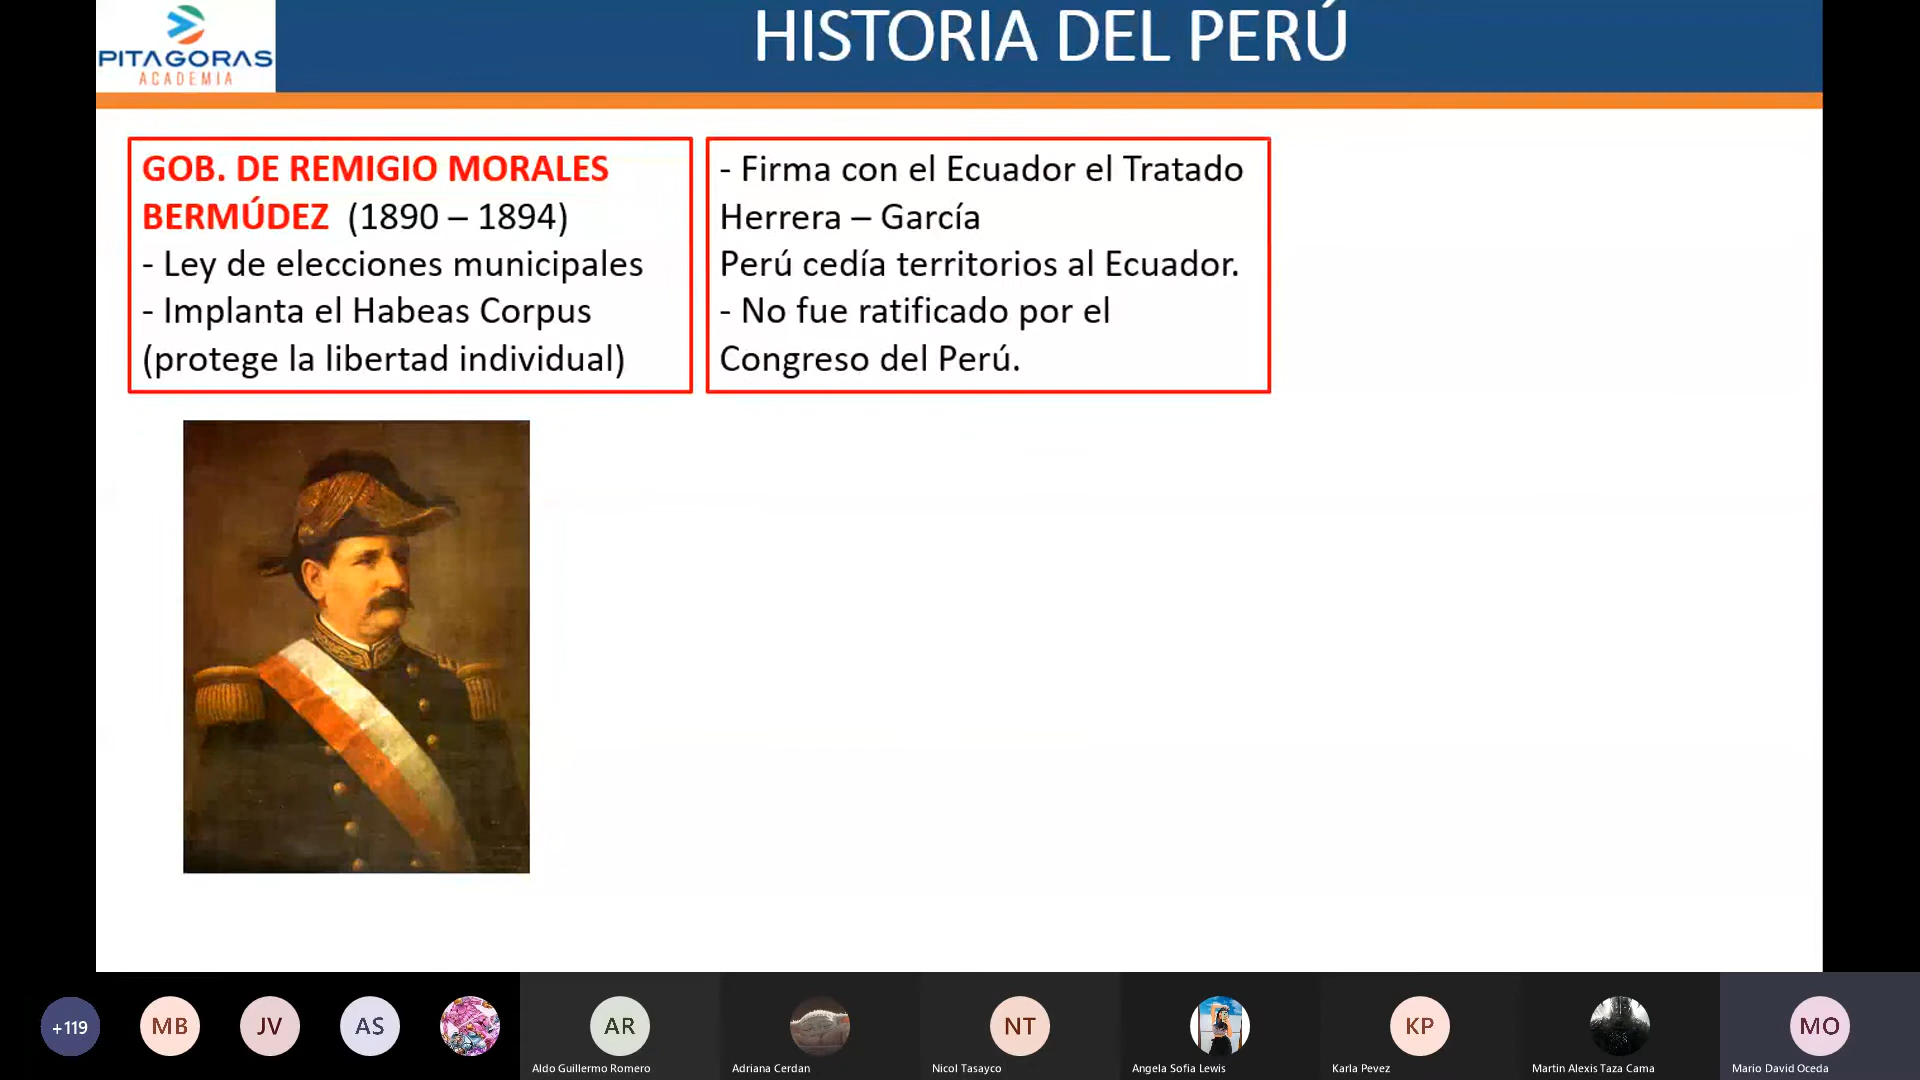 PITAGORAS
ACADEMIA
HISTORIA DEL PERÚ
GOB. DE REMIGIO MORALES
BERMÚDEZ (1890 – 1894)
- Ley de elecciones municipales
- Implanta el Habeas Corpus
(protege la libertad individual)
- Firma con el Ecuador el Tratado
Herrera – García
Perú cedía territorios al Ecuador.
- No fue ratificado por el
Congreso del Perú.
+119
MB
JV
AS
AR
Aldo Guillermo Romero
Adriana Cerdan
NT
Nicol Tasayco
Angela Sofia Lewis
KP
Karla Pevez
Martin Alexis Taza Cama
MO
Mario David Oceda